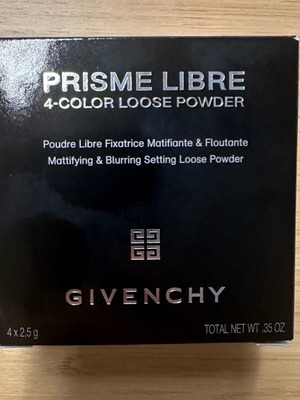 PRISME LIBRE
4-COLOR LOOSE POWDER
Poudre Libre Fixatrice Matifiante & Floutante
Mattifying & Blurring Setting Loose Powder
GIVENCHY
4 x 2,5 g
TOTAL NET WT .35 OZ